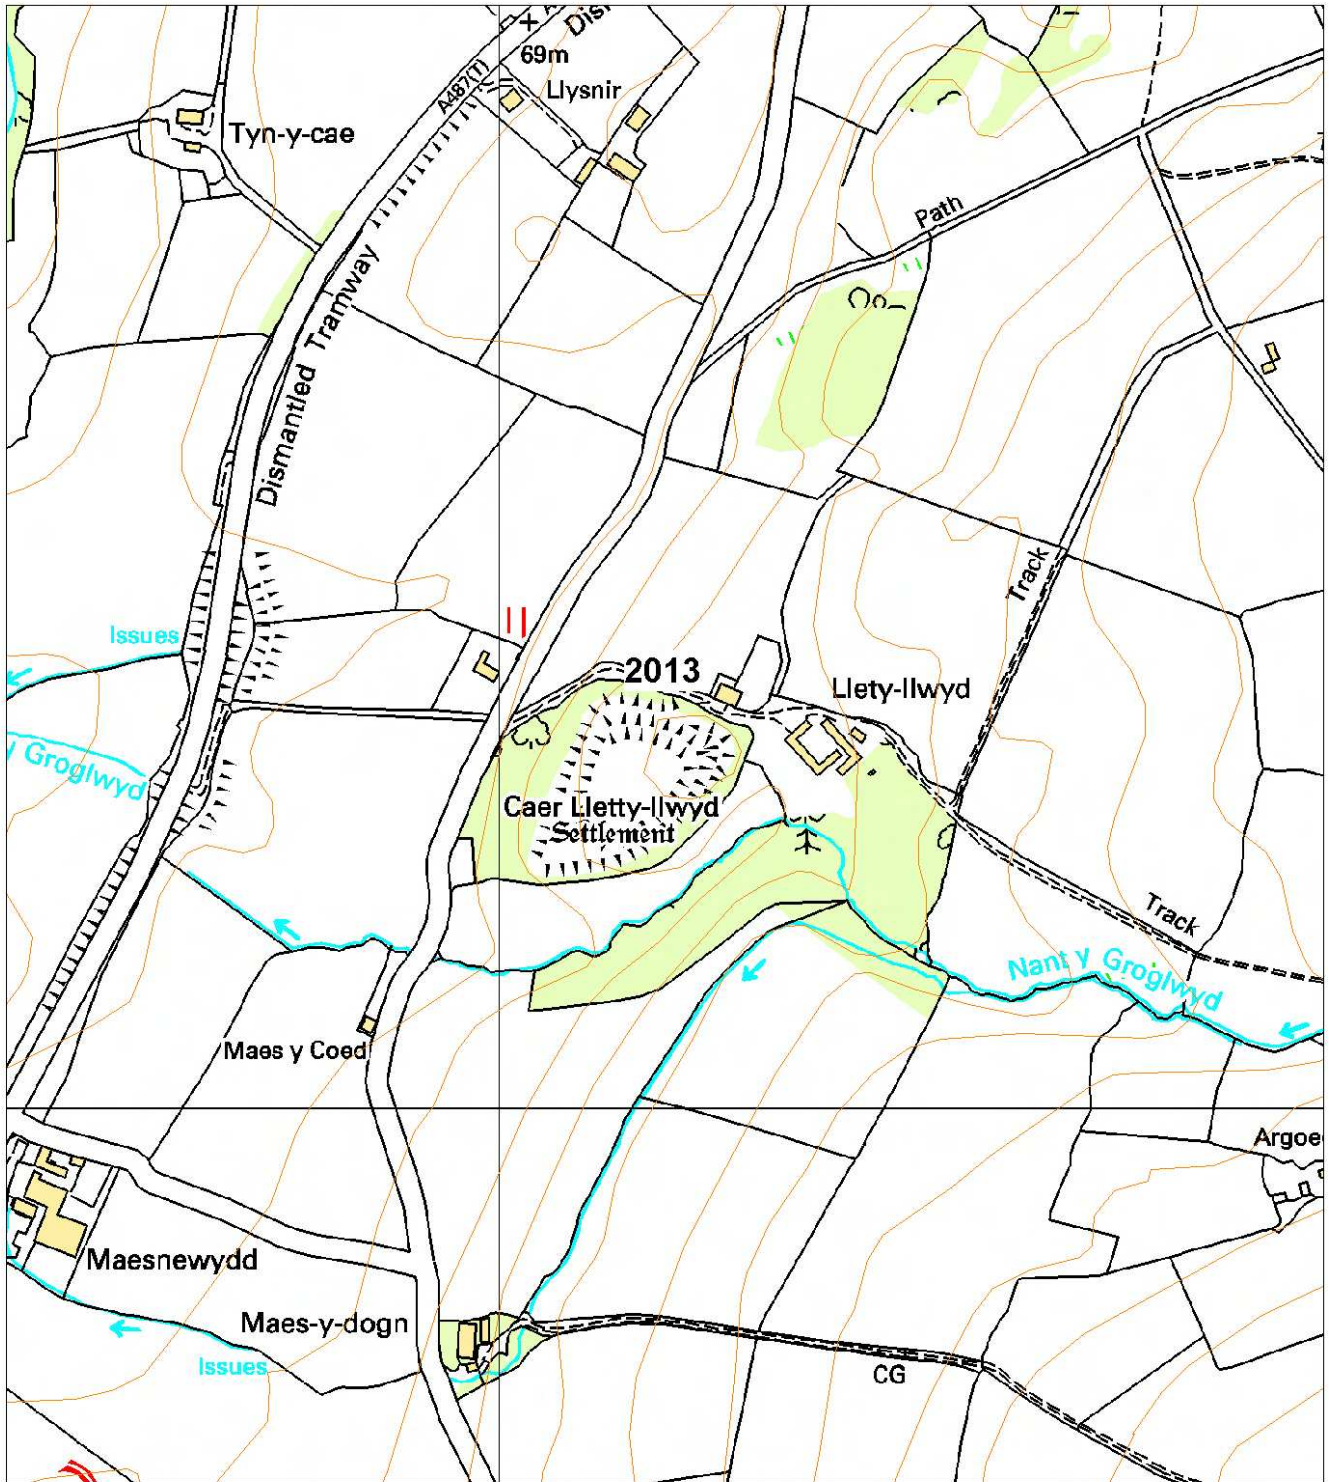 69m
A487(T)
Llysnir
Tyn-y-cae
Path
Dismantled Tramway
Track
Issues
2013
Llety-llwyd
Groglwyd
Caer Lletty-llwyd
Settlement
Track
Nant y Groglwyd
Maes y Coed
Argoe
Maesnewydd
Maes-y-dogn
Issues
CG